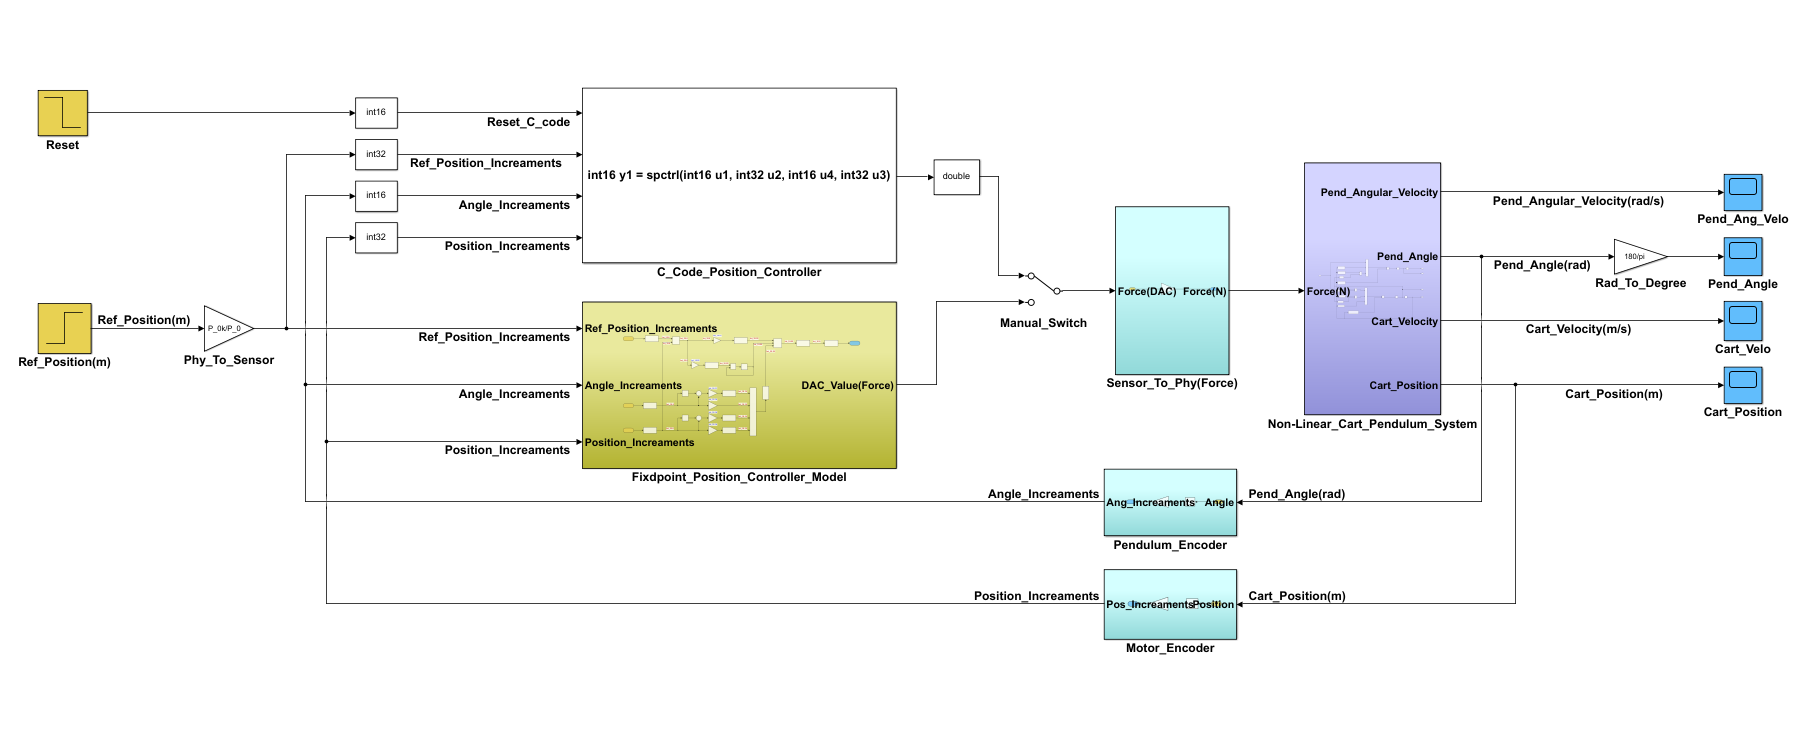 Reset
int16
Reset_C_code
int32
Ref_Position_Increaments
int16
Angle_Increaments
int32
Position_Increaments
int16 y1 = spctrl(int16 u1, int32 u2, int16 u4, int32 u3)
C_Code_Position_Controller
double
Ref_Position(m)
Ref_Position(m)
P_0k/P_0
Phy_To_Sensor
Ref_Position_Increaments
Angle_Increaments
Position_Increaments
Ref_Position_Increaments
Angle_Increaments
Position_Increaments
DAC_Value(Force)
Fixdpoint_Position_Controller_Model
Manual_Switch
Force(DAC)
Force(N)
Sensor_To_Phy(Force)
Force(N)
Pend_Angular_Velocity
Pend_Angle
Cart_Velocity
Cart_Position
Non-Linear_Cart_Pendulum_System
Pend_Angular_Velocity(rad/s)
Pend_Ang_Velo
Pend_Angle(rad)
180/pi
Rad_To_Degree
Pend_Angle
Cart_Velocity(m/s)
Cart_Velo
Cart_Position(m)
Cart_Position
Angle_Increaments
Ang_Increaments
Angle
Pend_Angle(rad)
Pendulum_Encoder
Position_Increaments
Pos_Increaments
Position
Cart_Position(m)
Motor_Encoder